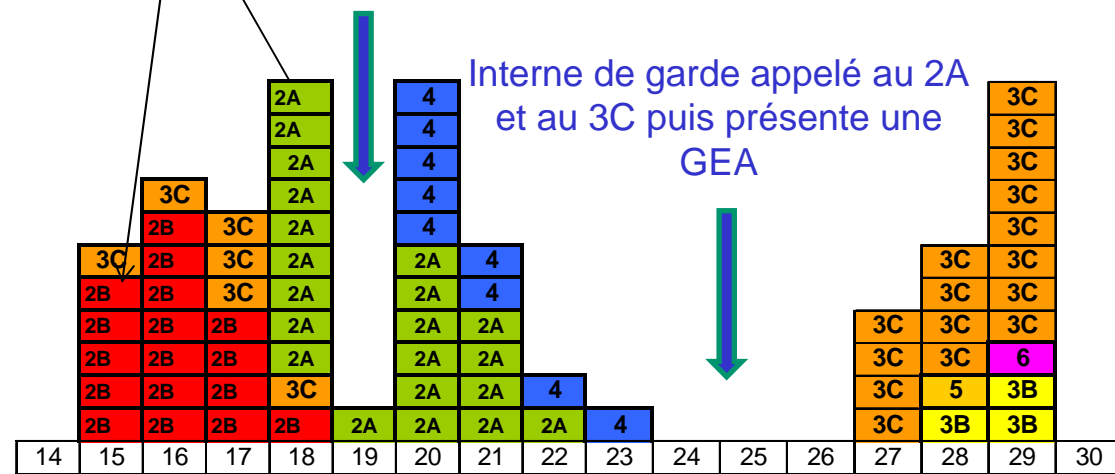 Interne de garde appelé au 2A
et au 3C puis présente une
GEA
2A 4 3C
2A 4 3C
2A 4 3C
3C 2A 4 3C
2B 3C 2A 4 3C
3C 2B 3C 2A 2A 4 3C 3C
2B 2B 3C 2A 2A 4 3C 3C
2B 2B 2B 2A 2A 2A 3C 3C 3C
2B 2B 2B 2A 2A 2A 3C 3C 6
2B 2B 2B 3C 2A 2A 4 3C 5 3B
2B 2B 2B 2B 2A 2A 2A 2A 4 3C 3B 3B
14 15 16 17 18 19 20 21 22 23 24 25 26 27 28 29 30